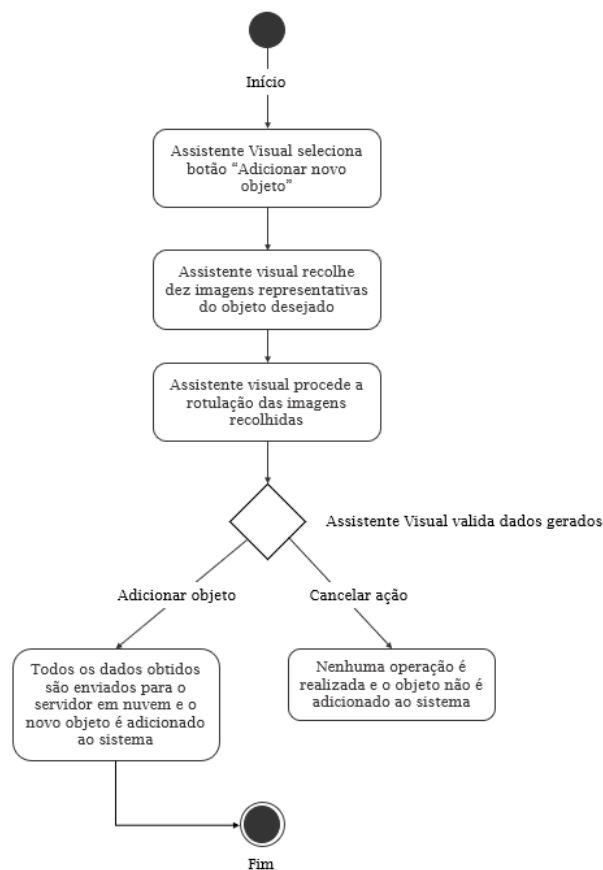 Início
Assistente Visual seleciona
botão “Adicionar novo
objeto”
Assistente visual recolhe
dez imagens representativas
do objeto desejado
Assistente visual procede a
rotulação das imagens
recolhidas
Assistente Visual valida dados gerados
Adicionar objeto
Cancelar ação
Todos os dados obtidos
são enviados para o
servidor em nuvem e o
novo objeto é adicionado
ao sistema
Nenhuma operação é
realizada e o objeto não é
adicionado ao sistema
Fim